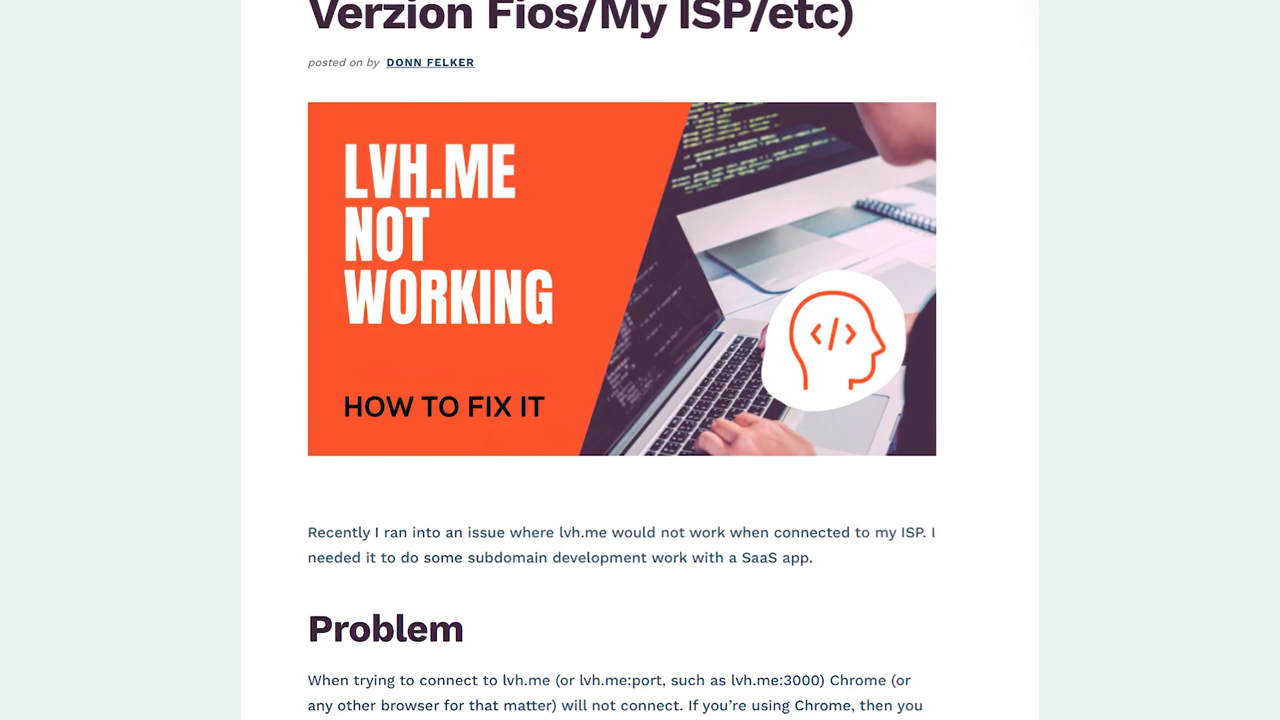 Verzion Fios/My ISP/etc)
posted on by DONN FELKER
LVH.ME
NOT
WORKING
</>
HOW TO FIX IT
Recently I ran into an issue where lvh.me would not work when connected to my ISP. I
needed it to do some subdomain development work with a SaaS app.
Problem
When trying to connect to lvh.me (or lvh.me:port, such as lvh.me:3000) Chrome (or
any other browser for that matter) will not connect. If you’re using Chrome, then you